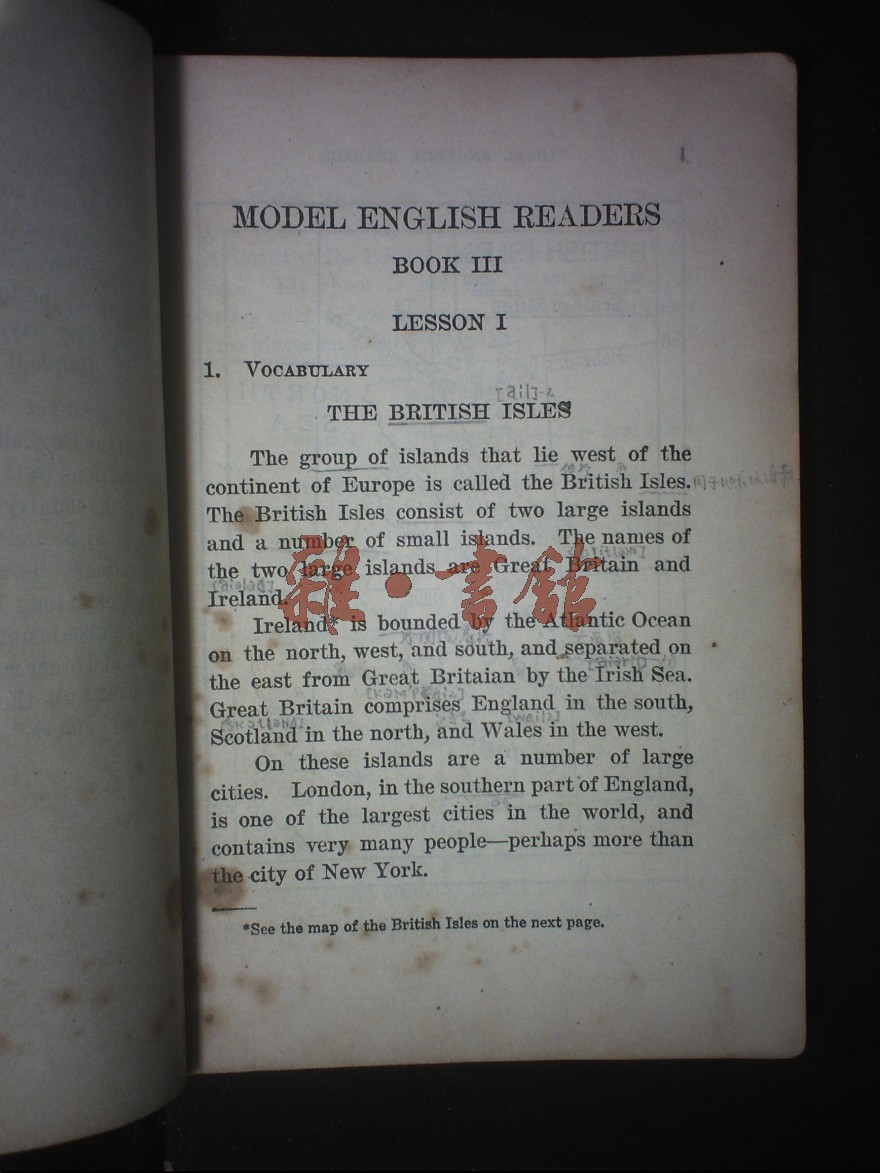 1
MODEL ENGLISH READERS
BOOK III
LESSON I
1. VOCABULARY
[ail]-z
THE BRITISH ISLES
The group of islands that lie west of the
continent of Europe is called the British Isles.
The British Isles consist of two large islands
and a number of small islands. The names of
the two large islands are Great Britain and
Ireland.
雜·書館
Ireland* is bounded by the Atlantic Ocean
on the north, west, and south, and separated on
the east from Great Britaian by the Irish Sea.
Great Britain comprises England in the south,
Scotland in the north, and Wales in the west.
On these islands are a number of large
cities. London, in the southern part of England,
is one of the largest cities in the world, and
contains very many people—perhaps more than
the city of New York.
*See the map of the British Isles on the next page.